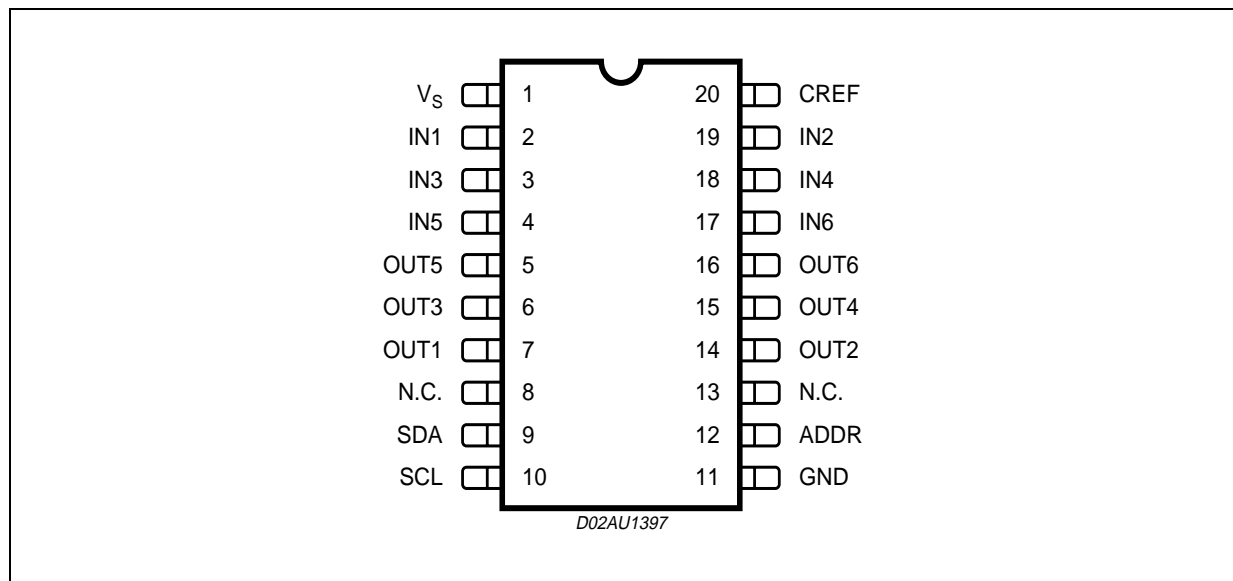 V_S 1 20 CREF
IN1 2 19 IN2
IN3 3 18 IN4
IN5 4 17 IN6
OUT5 5 16 OUT6
OUT3 6 15 OUT4
OUT1 7 14 OUT2
N.C. 8 13 N.C.
SDA 9 12 ADDR
SCL 10 11 GND
D02AU1397